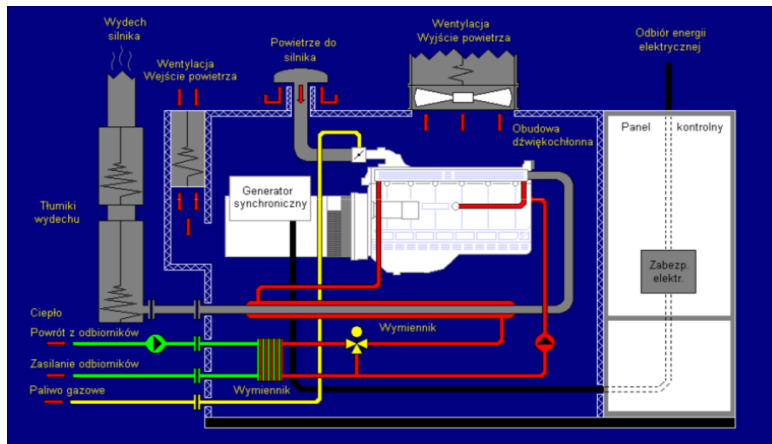 Wydech
silnika
Wentylacja
Wejście powietrza
Powietrze do
silnika
Wentylacja
Wyjście powietrza
Odbiór energii
elektrycznej
Obudowa
dźwiękochłonna
Panel kontrolny
Generator
synchroniczny
Tłumiki
wydechu
Zabezp.
elektr.
Ciepło
Powrót z odbiorników
Wymiennik
Zasilanie odbiorników
Wymiennik
Paliwo gazowe